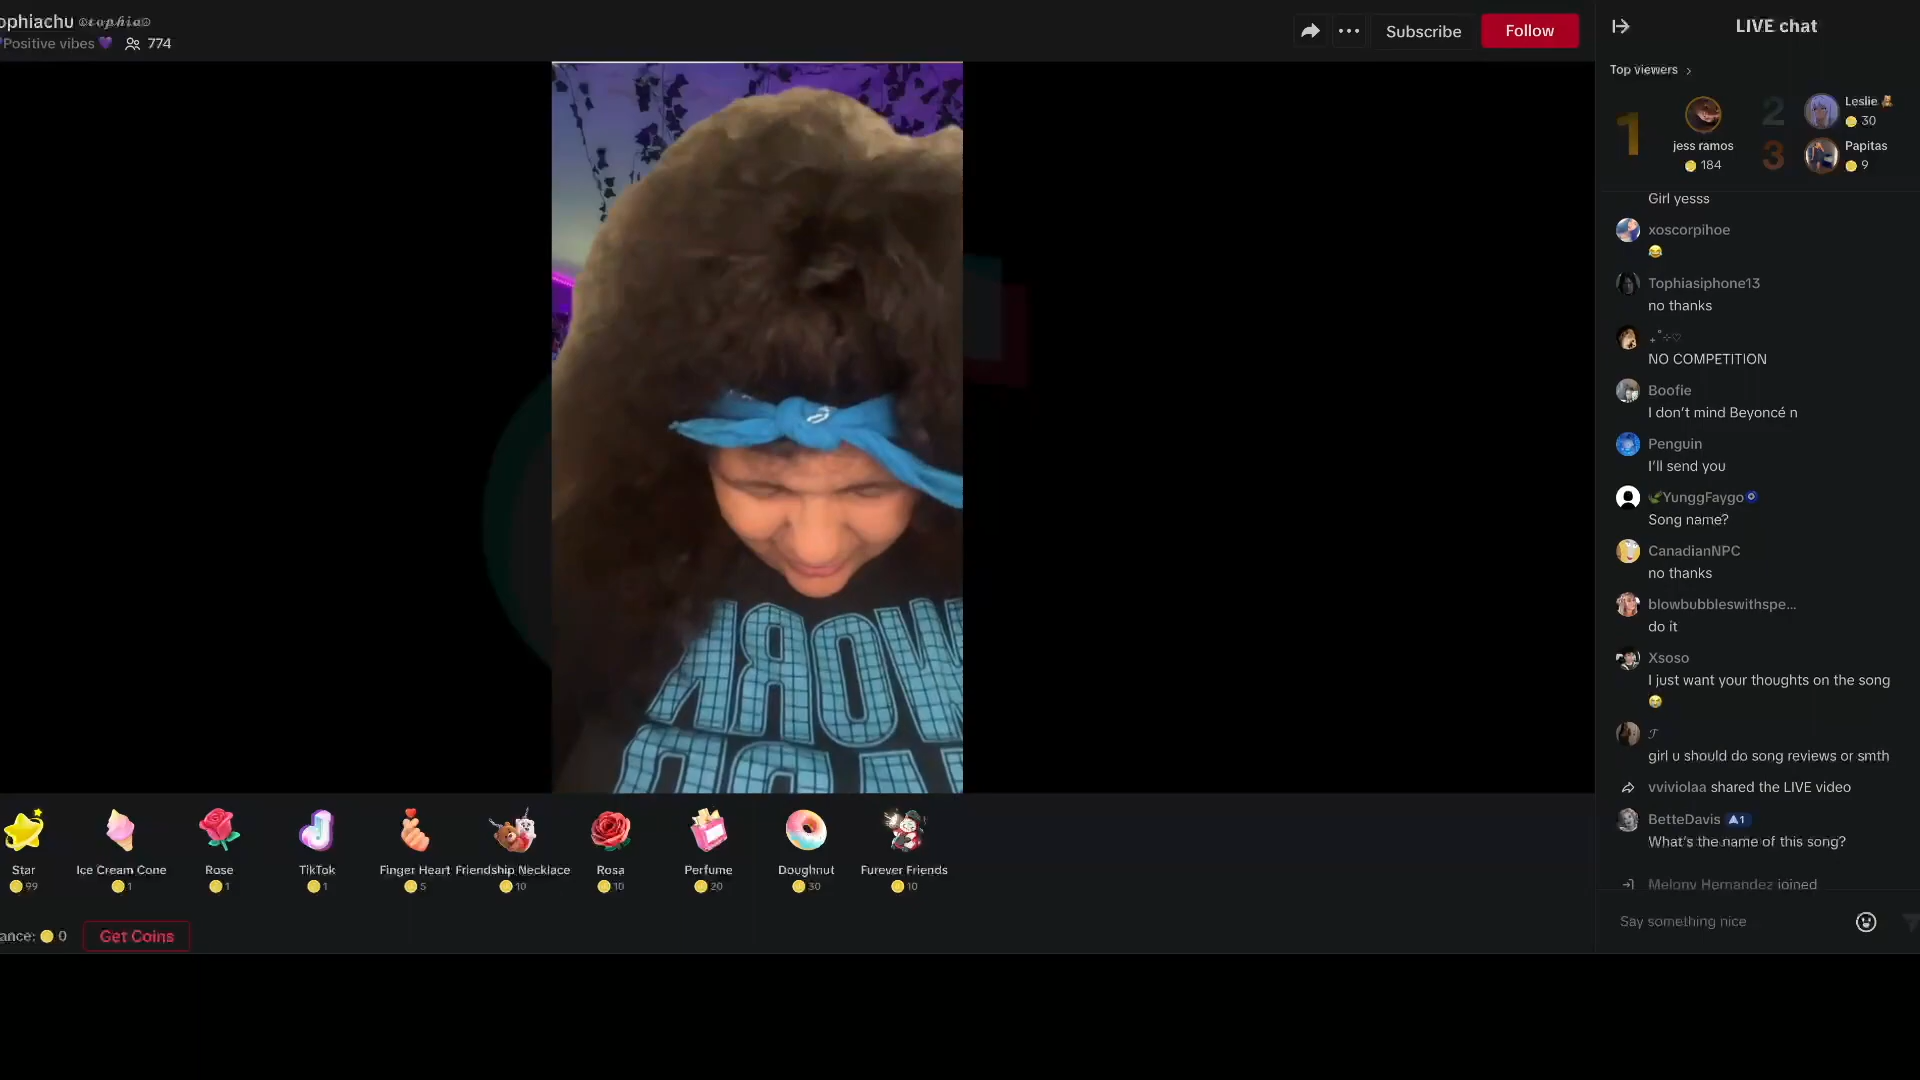 ophiachu @tophia
Positive vibes 💜 774
Subscribe
Follow
LIVE chat
Top viewers >
1
jess ramos
184
2
Leslie 🧸
30
3
Papitas
9
Girl yesss
xoscorpihoe
😂
Tophiasiphone13
no thanks
NO COMPETITION
Boofie
I don't mind Beyoncé n
Penguin
I'll send you
🌿YunggFaygo🧿
Song name?
CanadianNPC
no thanks
blowbubbleswithspe...
do it
Xsoso
I just want your thoughts on the song
😭
𝒯
girl u should do song reviews or smth
vviviolaa shared the LIVE video
BetteDavis 1
What's the name of this song?
Melony Hernandez joined
Say something nice
WORK
HARD
Star
99
Ice Cream Cone
1
Rose
1
TikTok
1
Finger Heart
5
Friendship Necklace
10
Rosa
10
Perfume
20
Doughnut
30
Furever Friends
10
ance: 0
Get Coins